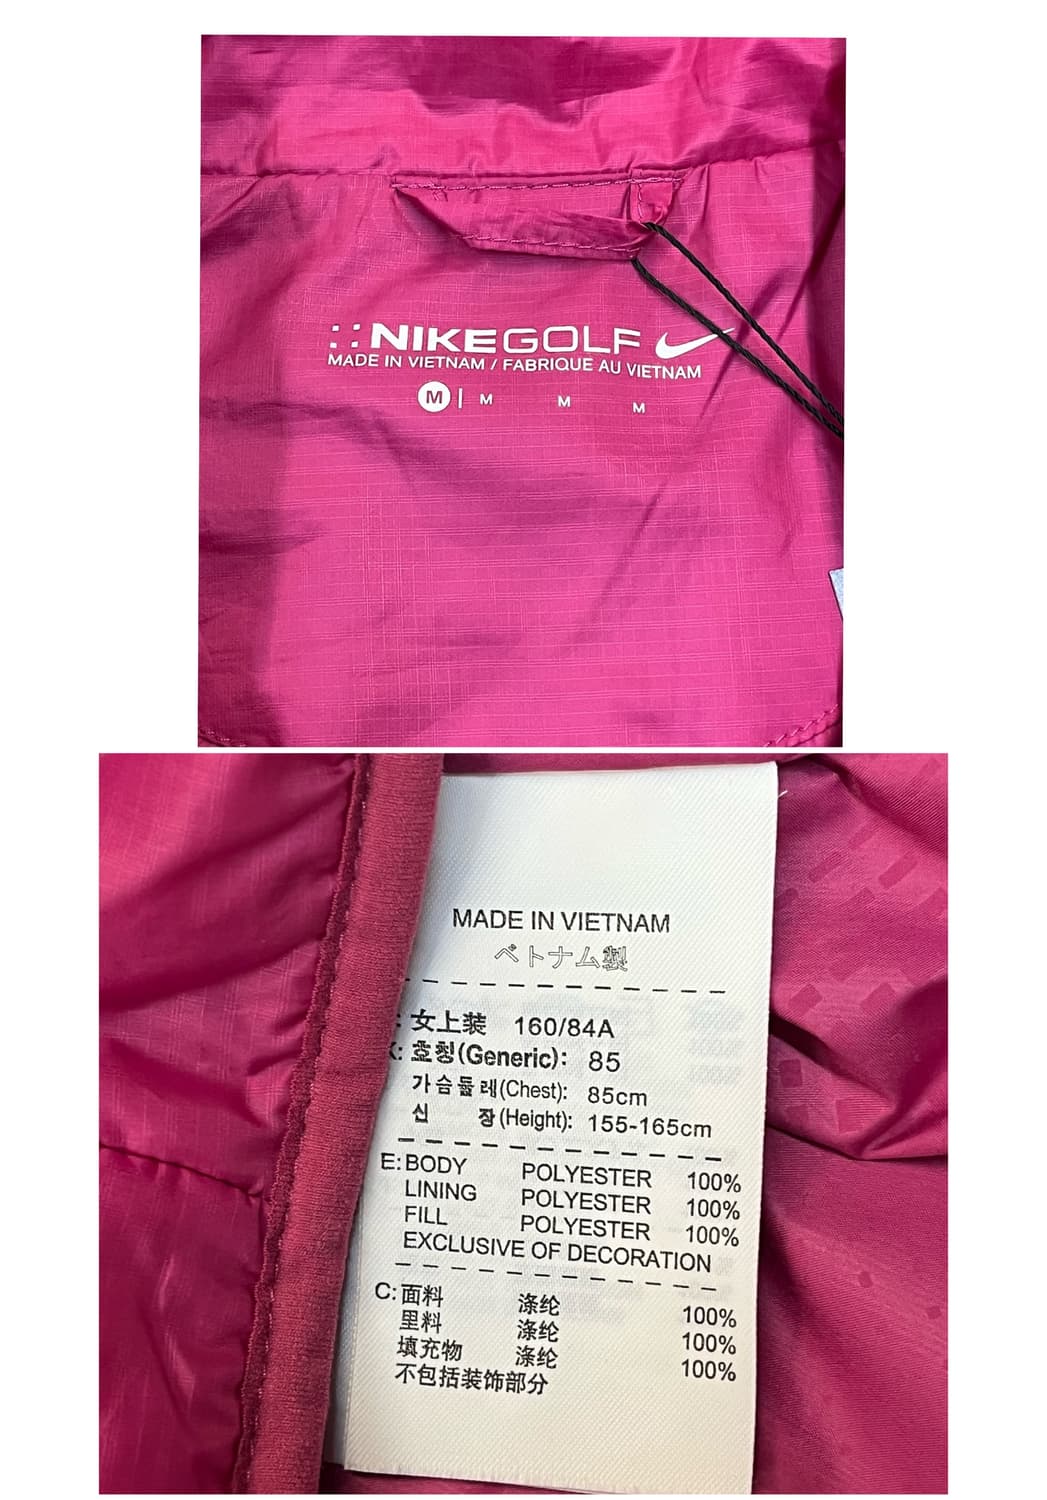 NIKEGOLF
MADE IN VIETNAM / FABRIQUE AU VIETNAM
M | M M M
MADE IN VIETNAM
ベトナム製
: 女上装 160/84A
K: 호칭(Generic): 85
가슴둘레(Chest): 85cm
신 장(Height): 155-165cm
E: BODY POLYESTER 100%
LINING POLYESTER 100%
FILL POLYESTER 100%
EXCLUSIVE OF DECORATION
C: 面料 涤纶 100%
里料 涤纶 100%
填充物 涤纶 100%
不包括装饰部分